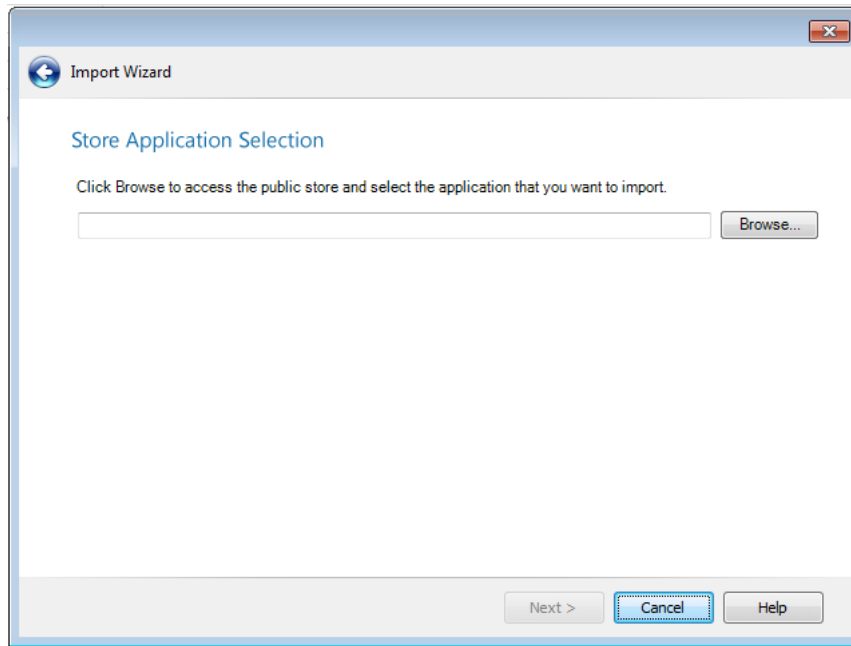 Import Wizard
Store Application Selection
Click Browse to access the public store and select the application that you want to import.
Browse...
Next >
Cancel
Help